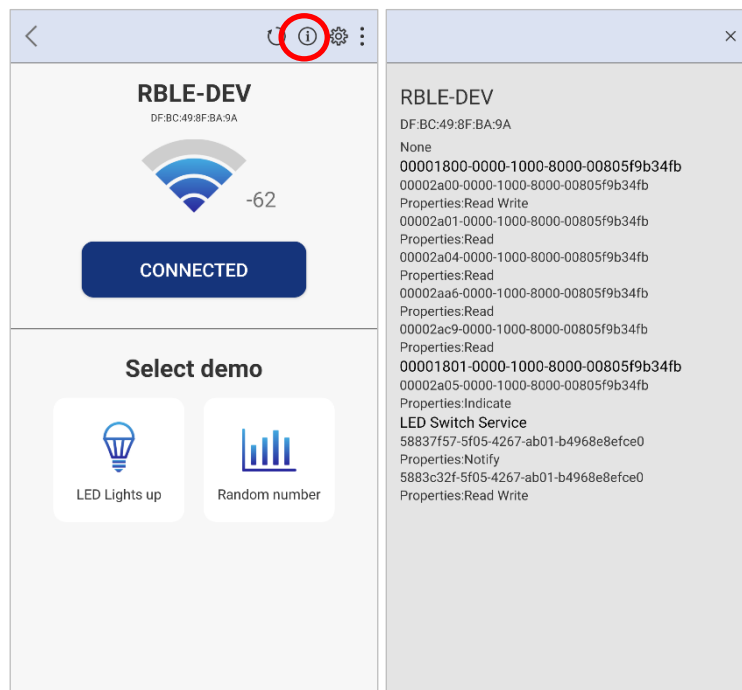 RBLE-DEV
DF:BC:49:8F:BA:9A
-62
CONNECTED
Select demo
LED Lights up
Random number
RBLE-DEV
DF:BC:49:8F:BA:9A
None
00001800-0000-1000-8000-00805f9b34fb
00002a00-0000-1000-8000-00805f9b34fb
Properties:Read Write
00002a01-0000-1000-8000-00805f9b34fb
Properties:Read
00002a04-0000-1000-8000-00805f9b34fb
Properties:Read
00002aa6-0000-1000-8000-00805f9b34fb
Properties:Read
00002ac9-0000-1000-8000-00805f9b34fb
Properties:Read
00001801-0000-1000-8000-00805f9b34fb
00002a05-0000-1000-8000-00805f9b34fb
Properties:Indicate
LED Switch Service
58837f57-5f05-4267-ab01-b4968e8efce0
Properties:Notify
5883c32f-5f05-4267-ab01-b4968e8efce0
Properties:Read Write